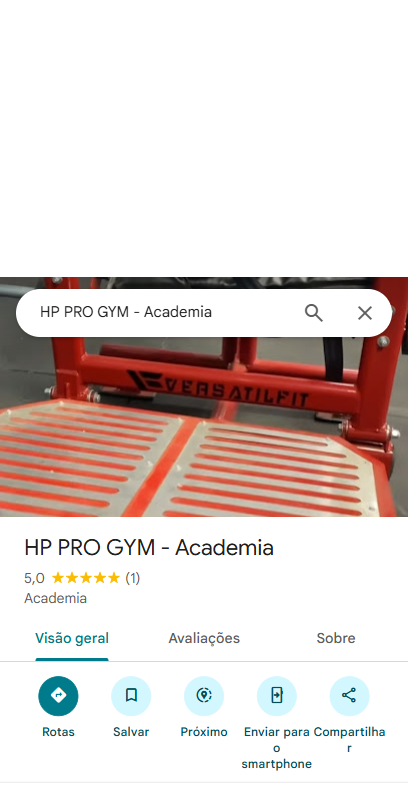 HP PRO GYM - Academia
VERSATILFIT
HP PRO GYM - Academia
5,0 (1)
Academia
Visão geral Avaliações Sobre
Rotas Salvar Próximo Enviar para o smartphone Compartilhar